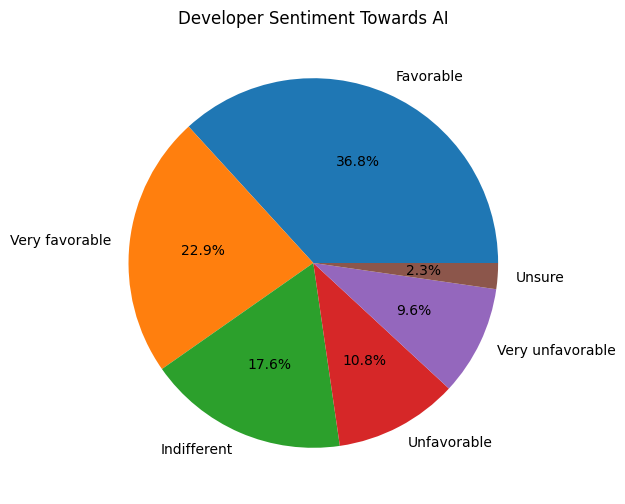 Developer Sentiment Towards AI
Favorable
36.8%
Very favorable
22.9%
2.3%
Unsure
9.6%
17.6%
10.8%
Very unfavorable
Indifferent
Unfavorable